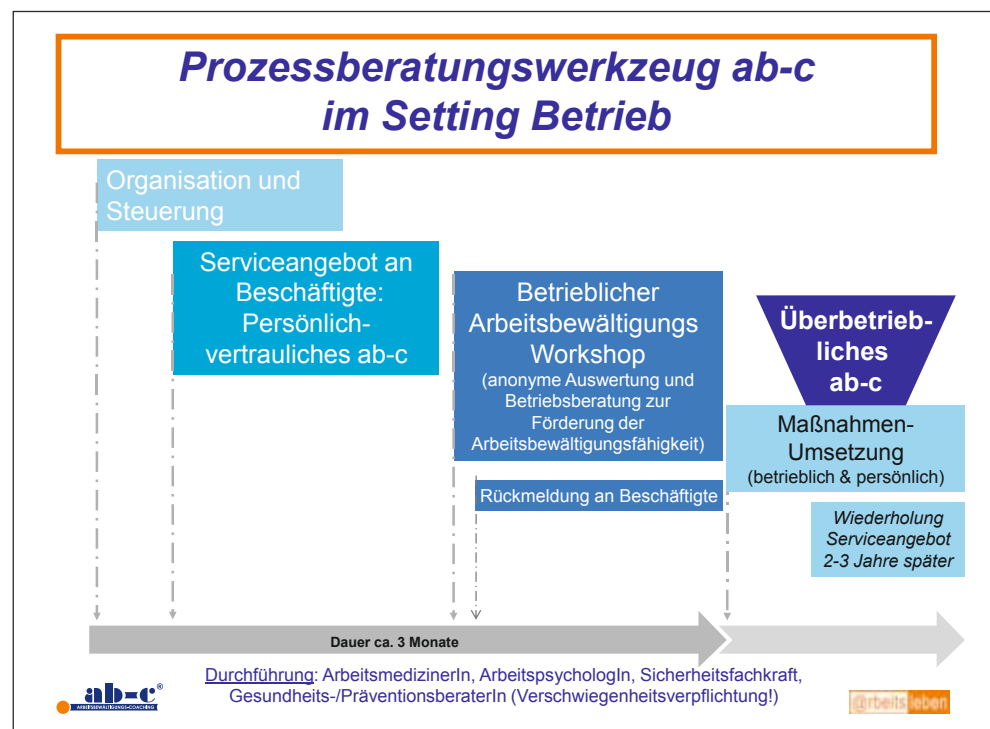 Prozessberatungswerkzeug ab-c
im Setting Betrieb
Organisation und
Steuerung
Serviceangebot an
Beschäftigte:
Persönlich-
vertrauliches ab-c
Betrieblicher
Arbeitsbewältigungs
Workshop
(anonyme Auswertung und
Betriebsberatung zur
Förderung der
Arbeitsbewältigungsfähigkeit)
Rückmeldung an Beschäftigte
Überbetrieb-
liches
ab-c
Maßnahmen-
Umsetzung
(betrieblich & persönlich)
Wiederholung
Serviceangebot
2-3 Jahre später
Dauer ca. 3 Monate
Durchführung: ArbeitsmedizinerIn, ArbeitspsychologIn, Sicherheitsfachkraft,
Gesundheits-/PräventionsberaterIn (Verschwiegenheitsverpflichtung!)
ab-c®
ARBEITSBEWÄLTIGUNGS-COACHING
@rbeitsleben